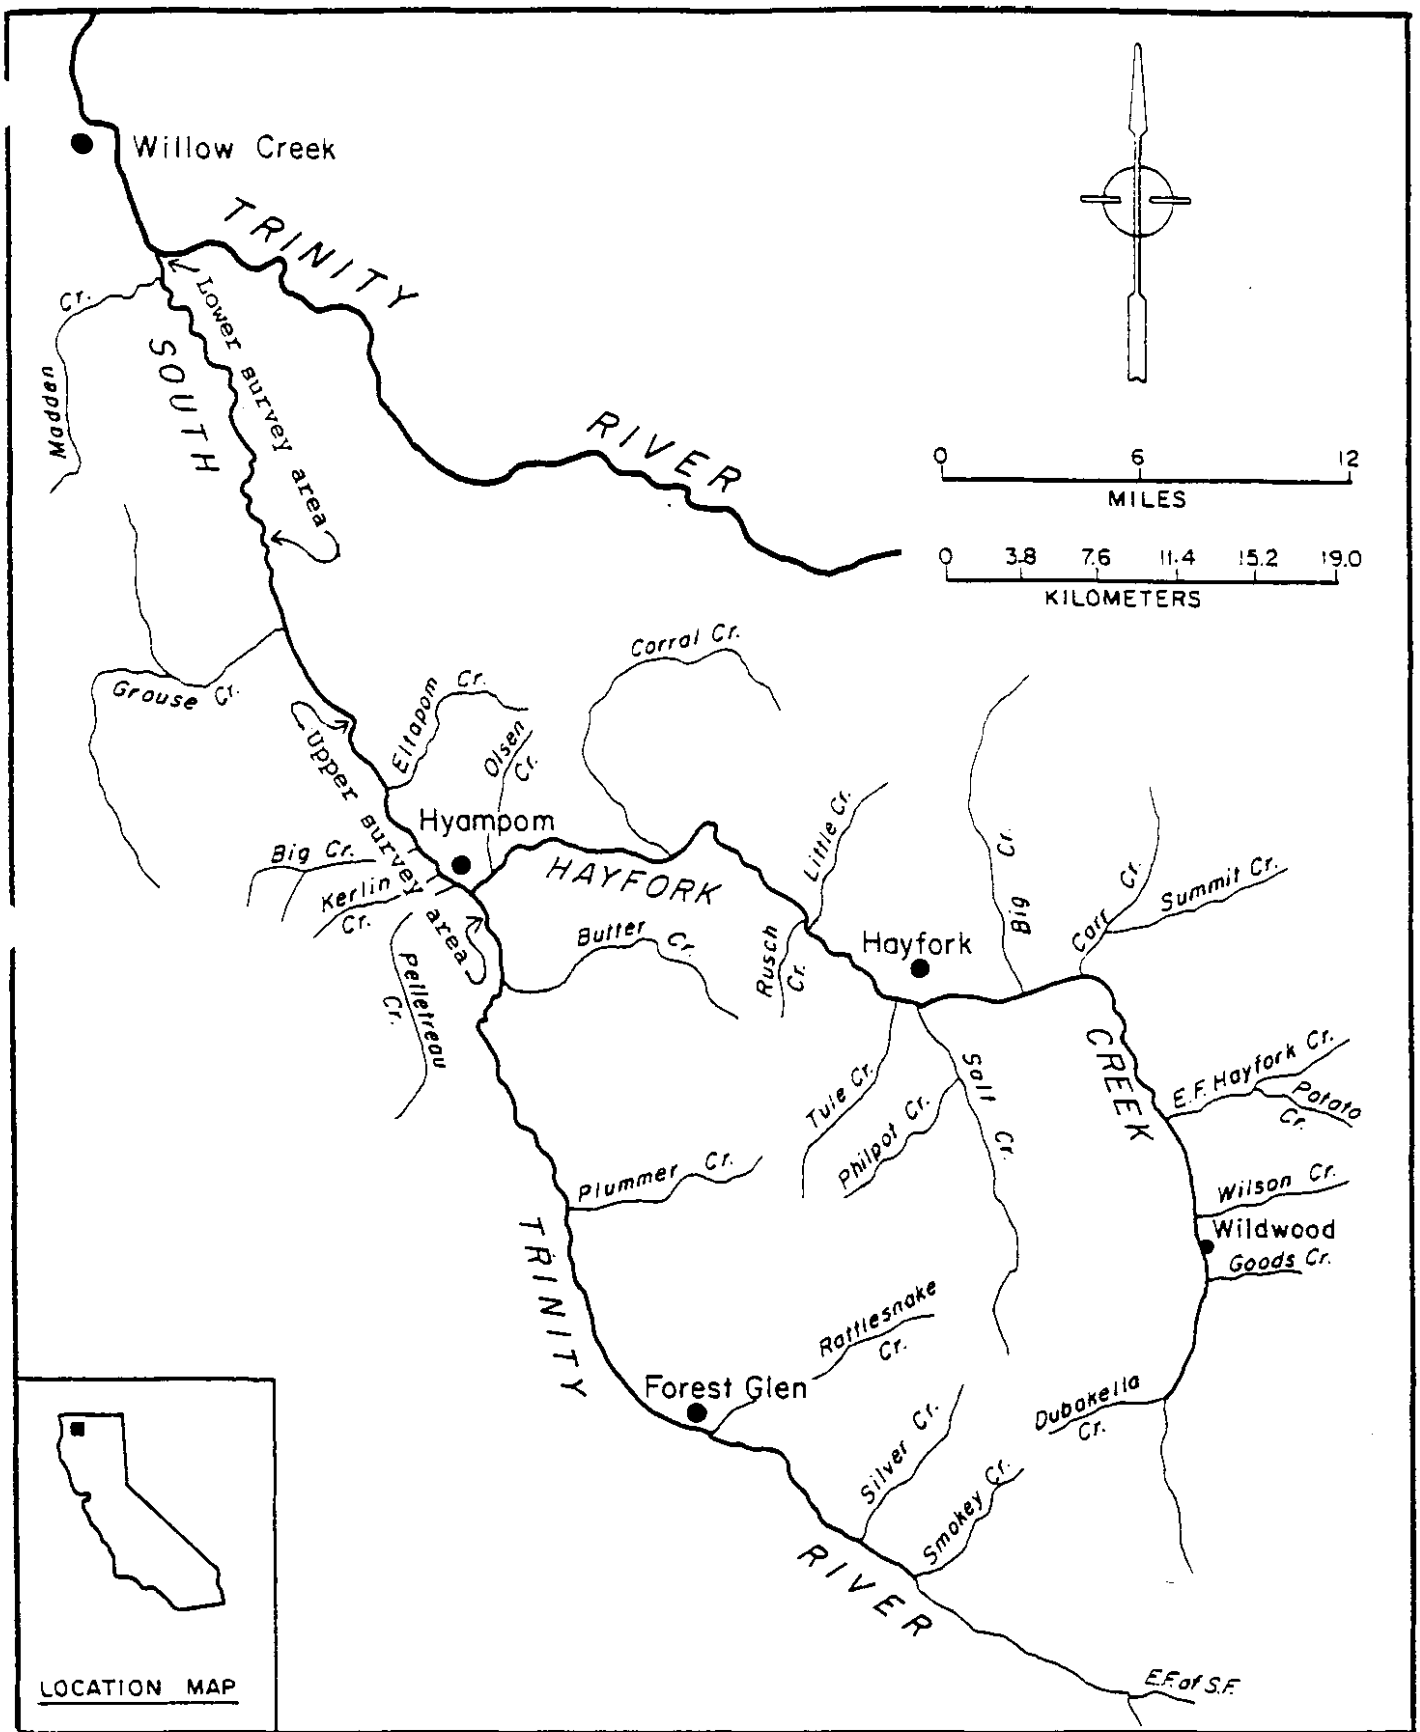 Willow Creek
TRINITY
RIVER
Lower survey area
Cr.
Madden
SOUTH
0 6 12
MILES
0 3.8 7.6 11.4 15.2 19.0
KILOMETERS
Grouse Cr.
Upper survey area
Eltapom Cr.
Olsen Cr.
Corral Cr.
Hyampom
HAYFORK
Big Cr.
Kerlin Cr.
Pelletreau Cr.
Butter Cr.
Little Cr.
Rusch Cr.
Hayfork
Big Cr.
Carr Cr.
Summit Cr.
CREEK
Tule Cr.
Philpot Cr.
Salt Cr.
E.F. Hayfork Cr.
Potato Cr.
Wilson Cr.
Wildwood
Goods Cr.
Plummer Cr.
TRINITY
Rattlesnake Cr.
Forest Glen
Dubakella Cr.
Silver Cr.
Smokey Cr.
RIVER
E.F. of S.F.
LOCATION MAP